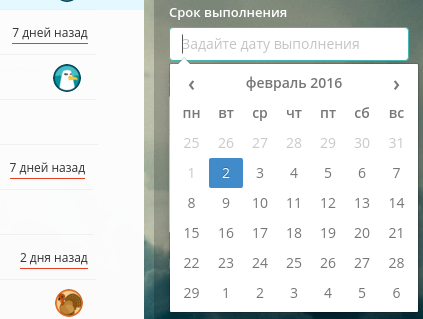 7 дней назад
7 дней назад
2 дня назад
Срок выполнения
Задайте дату выполнения
‹ февраль 2016 ›
пн вт ср чт пт сб вс
25 26 27 28 29 30 31
1 2 3 4 5 6 7
8 9 10 11 12 13 14
15 16 17 18 19 20 21
22 23 24 25 26 27 28
29 1 2 3 4 5 6